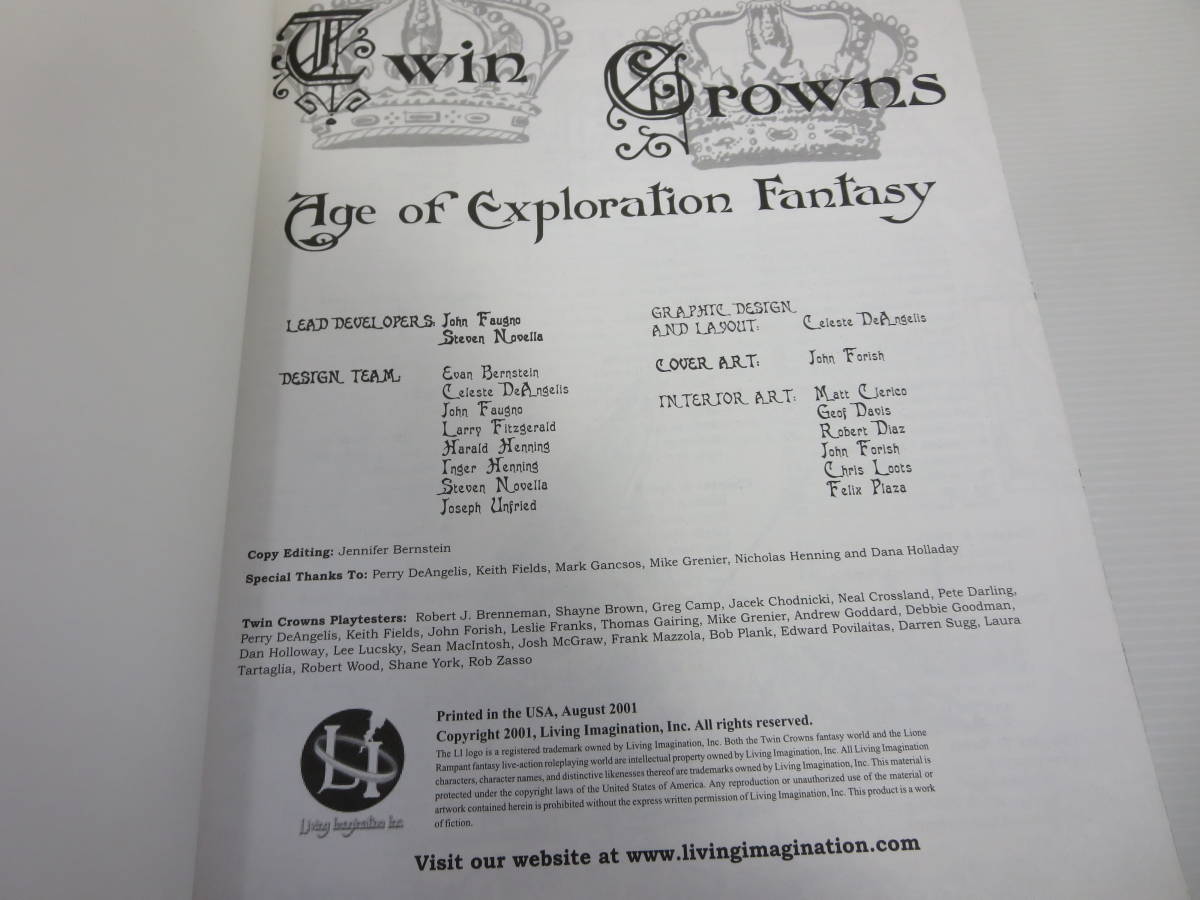 Twin Crowns
Age of Exploration Fantasy
LEAD DEVELOPERS: John Faugno
Steven Novella
DESIGN TEAM: Evan Bernstein
Celeste DeAngelis
John Faugno
Larry Fitzgerald
Harald Henning
Inger Henning
Steven Novella
Joseph Unfried
GRAPHIC DESIGN
AND LAYOUT: Celeste DeAngelis
COVER ART: John Forish
INTERIOR ART: Matt Clerico
Geof Davis
Robert Diaz
John Forish
Chris Loots
Felix Plaza
Copy Editing: Jennifer Bernstein
Special Thanks To: Perry DeAngelis, Keith Fields, Mark Gancsos, Mike Grenier, Nicholas Henning and Dana Holladay
Twin Crowns Playtesters: Robert J. Brenneman, Shayne Brown, Greg Camp, Jacek Chodnicki, Neal Crossland, Pete Darling,
Perry DeAngelis, Keith Fields, John Forish, Leslie Franks, Thomas Gairing, Mike Grenier, Andrew Goddard, Debbie Goodman,
Dan Holloway, Lee Lucsky, Sean MacIntosh, Josh McGraw, Frank Mazzola, Bob Plank, Edward Povilaitas, Darren Sugg, Laura
Tartaglia, Robert Wood, Shane York, Rob Zasso
LI
Living Imagination Inc.
Printed in the USA, August 2001
Copyright 2001, Living Imagination, Inc. All rights reserved.
The LI logo is a registered trademark owned by Living Imagination, Inc. Both the Twin Crowns fantasy world and the Lione
Rampant fantasy live-action roleplaying world are intellectual property owned by Living Imagination, Inc. All Living Imagination
characters, character names, and distinctive likenesses thereof are trademarks owned by Living Imagination, Inc. This material is
protected under the copyright laws of the United States of America. Any reproduction or unauthorized use of the material or
artwork contained herein is prohibited without the express written permission of Living Imagination, Inc. This product is a work
of fiction.
Visit our website at www.livingimagination.com